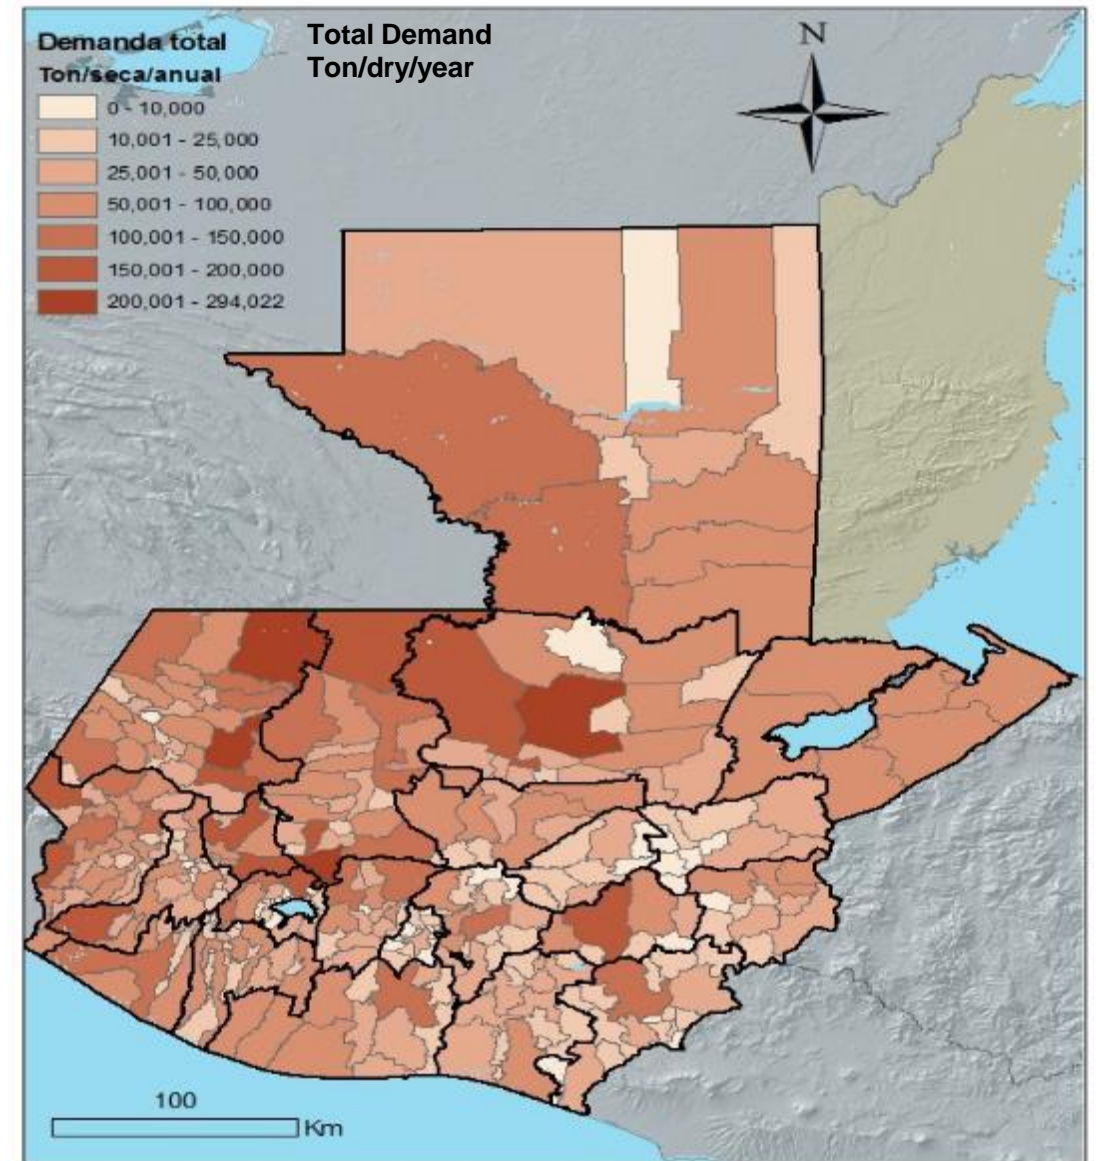 Demanda total
Ton/seca/anual
0 - 10,000
10,001 - 25,000
25,001 - 50,000
50,001 - 100,000
100,001 - 150,000
150,001 - 200,000
200,001 - 294,022
Total Demand
Ton/dry/year
N
100
Km